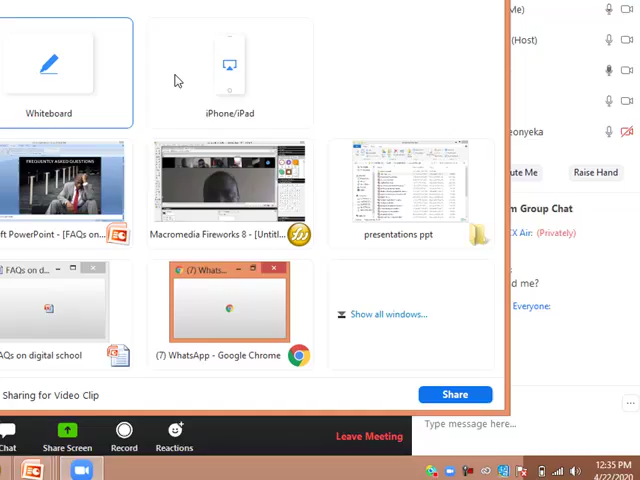 Me)
(Host)
eonyeka
Whiteboard
iPhone/iPad
ute Me
Raise Hand
FREQUENTLY ASKED QUESTIONS
m Group Chat
ft PowerPoint - [FAQs on...
Macromedia Fireworks 8 - [Untitl...
presentations ppt
X Air: (Privately)
FAQs on d...
(7) Whats...
d me?
Everyone:
Show all windows...
AQs on digital school
(7) WhatsApp - Google Chrome
Sharing for Video Clip
Share
Type message here...
Chat
Share Screen
Record
Reactions
Leave Meeting
12:35 PM
4/22/2020